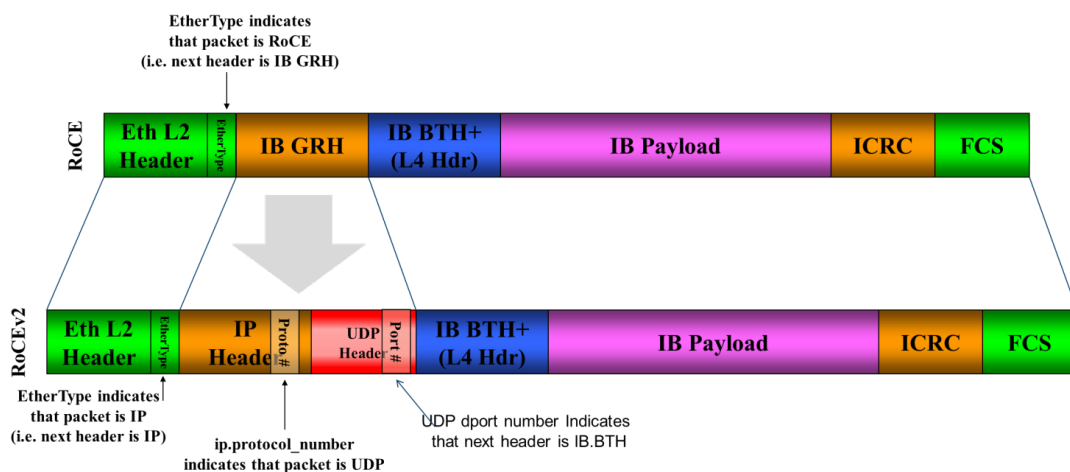 EtherType indicates
that packet is RoCE
(i.e. next header is IB GRH)
RoCE
Eth L2
Header
EtherType
IB GRH
IB BTH+
(L4 Hdr)
IB Payload
ICRC
FCS
RoCEv2
Eth L2
Header
EtherType
IP
Header
Proto #
UDP
Header
Port #
IB BTH+
(L4 Hdr)
IB Payload
ICRC
FCS
EtherType indicates
that packet is IP
(i.e. next header is IP)
ip.protocol_number
indicates that packet is UDP
UDP dport number Indicates
that next header is IB.BTH